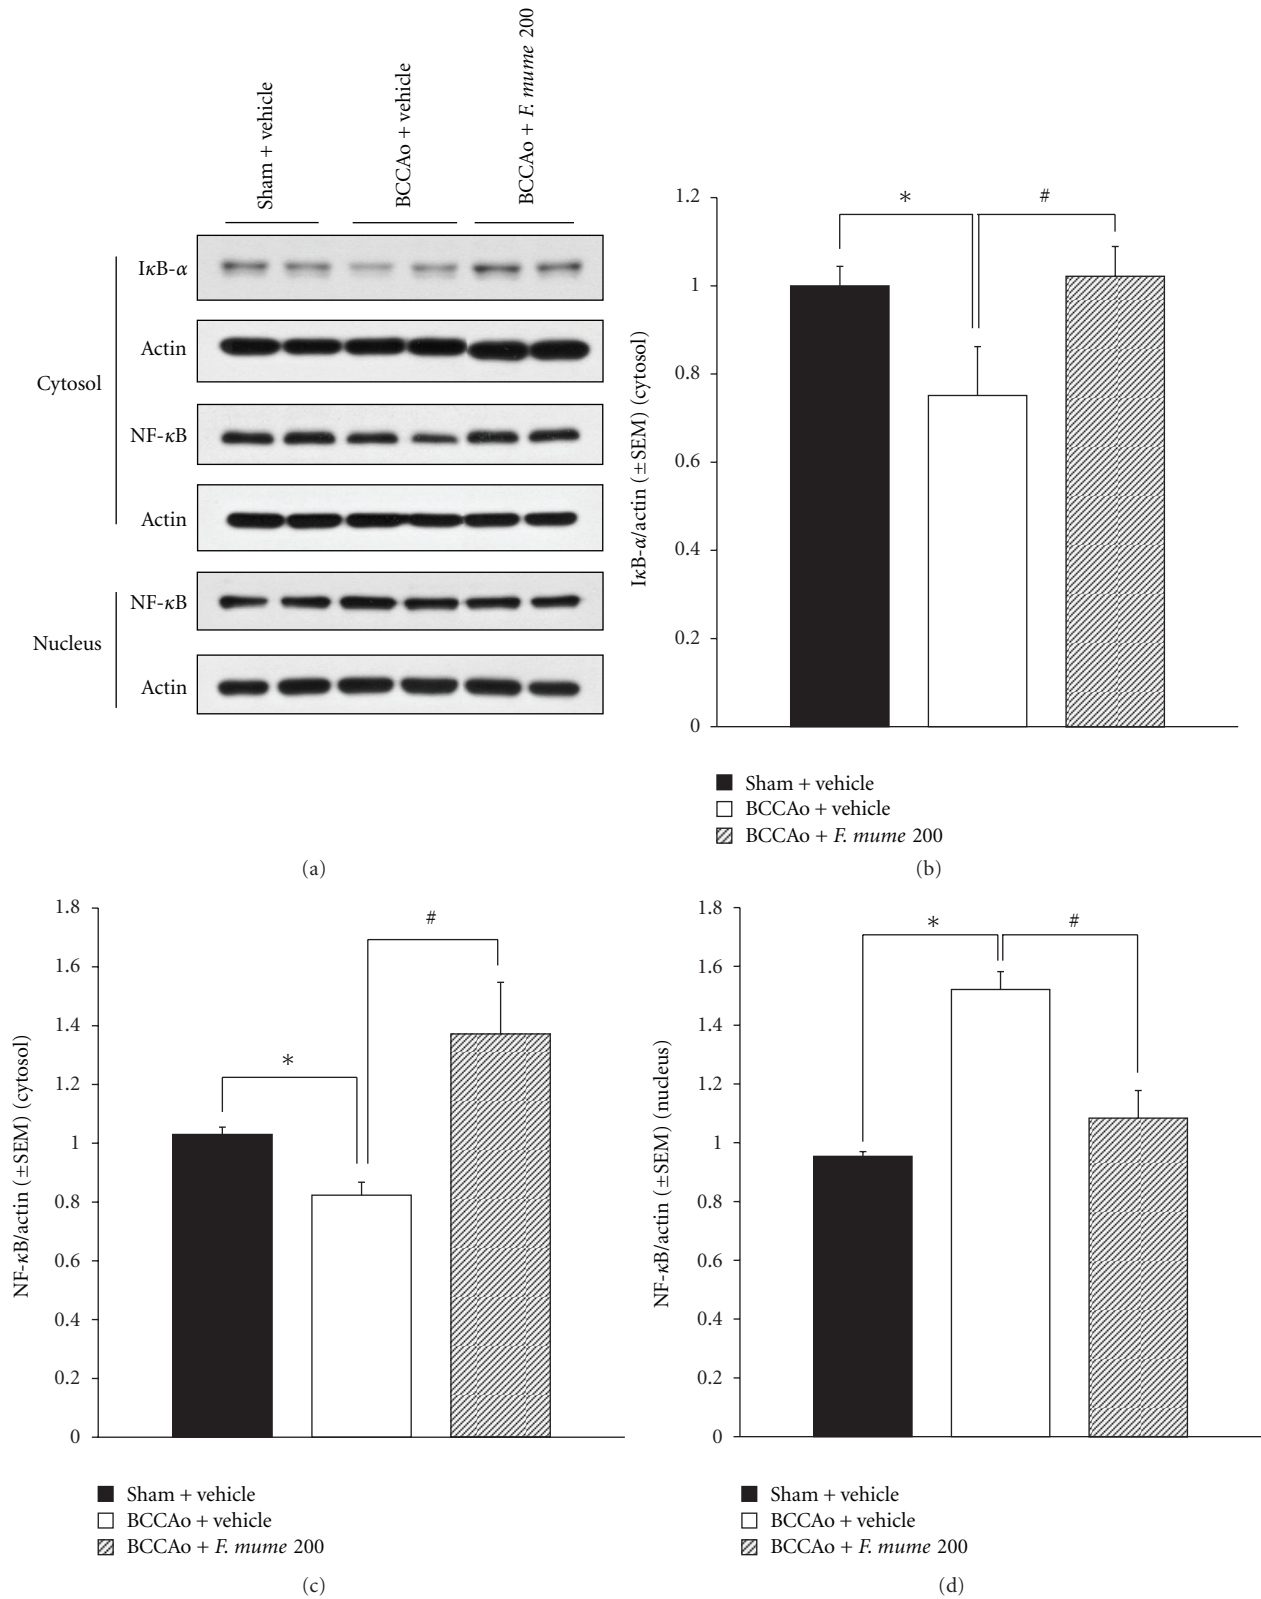 Sham + vehicle
BCCAo + vehicle
BCCAo + F. mume 200
Cytosol
IκB-α
Actin
NF-κB
Actin
Nucleus
NF-κB
Actin
(a)
IκB-α/actin (±SEM) (cytosol)
1.2
1
0.8
0.6
0.4
0.2
0
*
#
Sham + vehicle
BCCAo + vehicle
BCCAo + F. mume 200
(b)
NF-κB/actin (±SEM) (cytosol)
1.8
1.6
1.4
1.2
1
0.8
0.6
0.4
0.2
0
*
#
Sham + vehicle
BCCAo + vehicle
BCCAo + F. mume 200
(c)
NF-κB/actin (±SEM) (nucleus)
1.8
1.6
1.4
1.2
1
0.8
0.6
0.4
0.2
0
*
#
Sham + vehicle
BCCAo + vehicle
BCCAo + F. mume 200
(d)